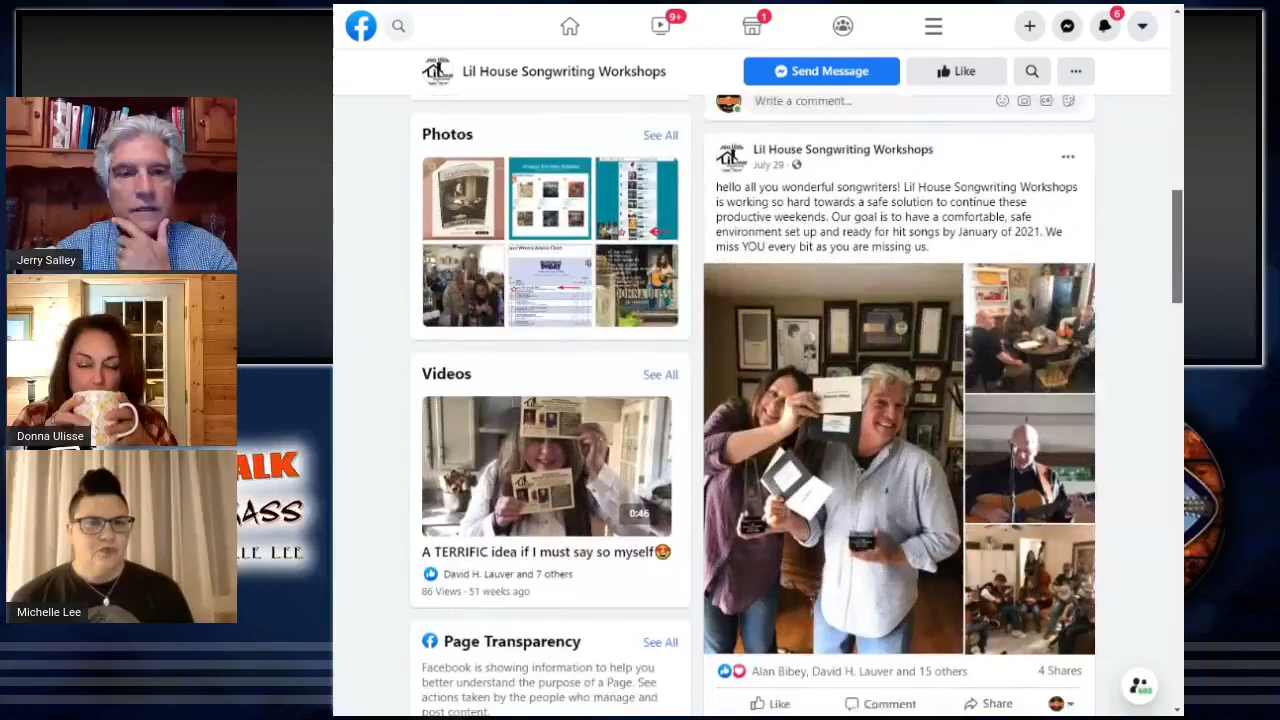 9+
1
6
Lil House Songwriting Workshops
Send Message
Like
Write a comment...
Photos
See All
Lil House Songwriting Workshops
July 29 ·
hello all you wonderful songwriters! Lil House Songwriting Workshops
is working so hard towards a safe solution to continue these
productive weekends. Our goal is to have a comfortable, safe
environment set up and ready for hit songs by January of 2021. We
miss YOU every bit as you are missing us.
DONNA ULISSE
Videos
See All
0:46
A TERRIFIC idea if I must say so myself🤩
David H. Lauver and 7 others
86 Views · 51 weeks ago
Page Transparency
See All
Facebook is showing information to help you
better understand the purpose of a Page. See
actions taken by the people who manage and
post content.
Alan Bibey, David H. Lauver and 15 others
4 Shares
Like
Comment
Share
Jerry Salley
Donna Ulisse
Michelle Lee
ALK
RASS
LLE LEE